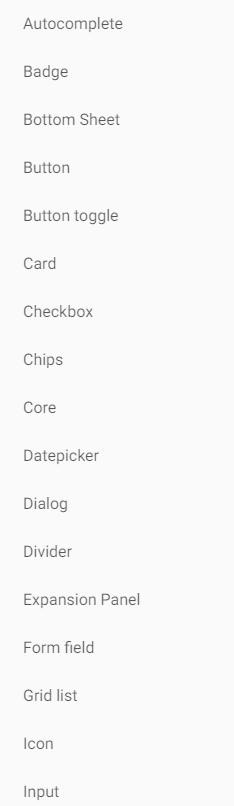 Autocomplete
Badge
Bottom Sheet
Button
Button toggle
Card
Checkbox
Chips
Core
Datepicker
Dialog
Divider
Expansion Panel
Form field
Grid list
Icon
Input